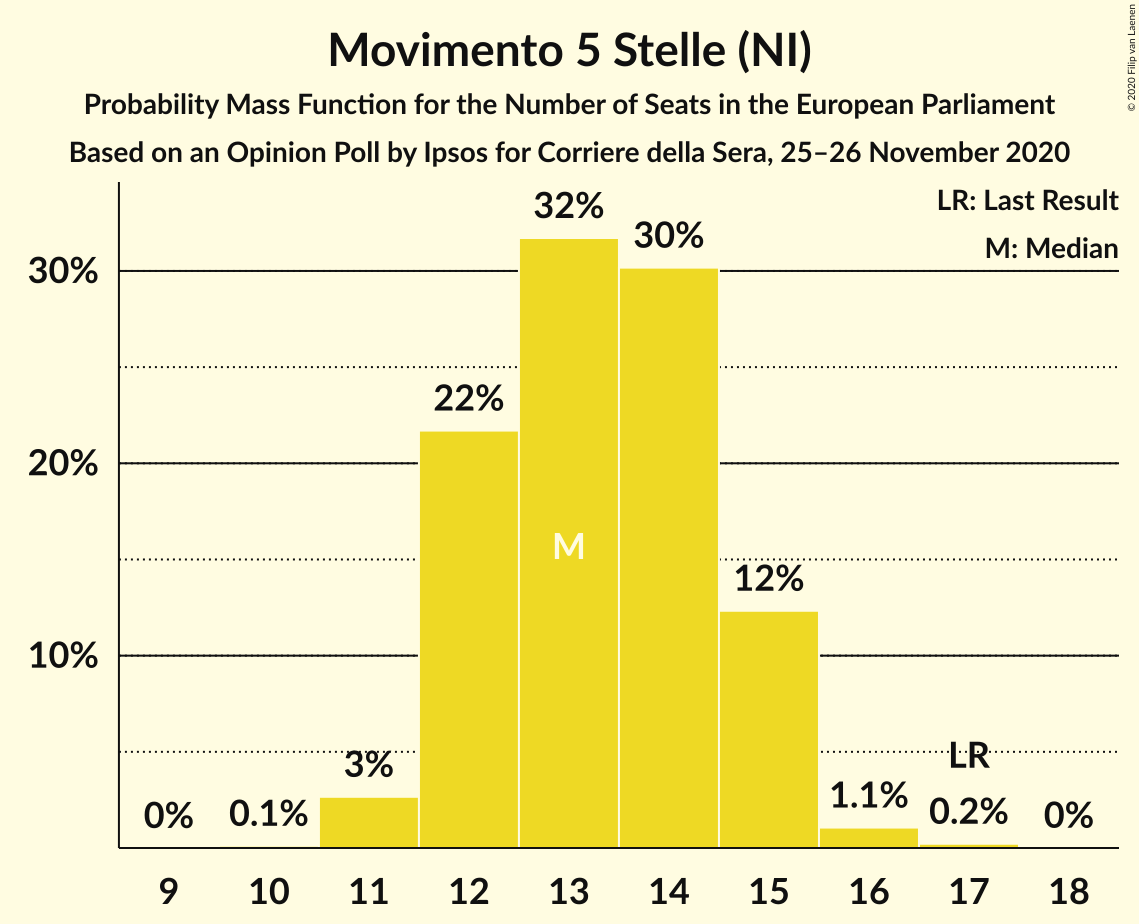 Movimento 5 Stelle (NI)
Probability Mass Function for the Number of Seats in the European Parliament
Based on an Opinion Poll by Ipsos for Corriere della Sera, 25–26 November 2020
© 2020 Filip van Laenen
LR: Last Result
M: Median
32%
30%
30%
22%
20%
M
12%
10%
3%
LR
1.1%
0%
0.1%
0.2%
0%
9 10 11 12 13 14 15 16 17 18